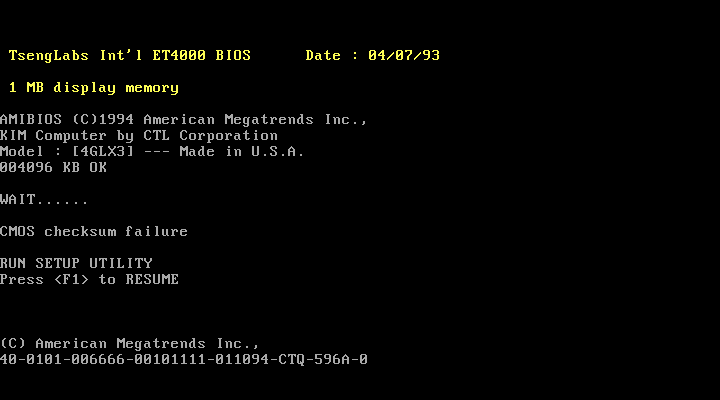 TsengLabs Int'l ET4000 BIOS Date : 04/07/93
1 MB display memory
AMIBIOS (C)1994 American Megatrends Inc.,
KIM Computer by CTL Corporation
Model : [4GLX3] --- Made in U.S.A.
004096 KB OK
WAIT......
CMOS checksum failure
RUN SETUP UTILITY
Press <F1> to RESUME
(C) American Megatrends Inc.,
40-0101-006666-00101111-011094-CTQ-596A-0